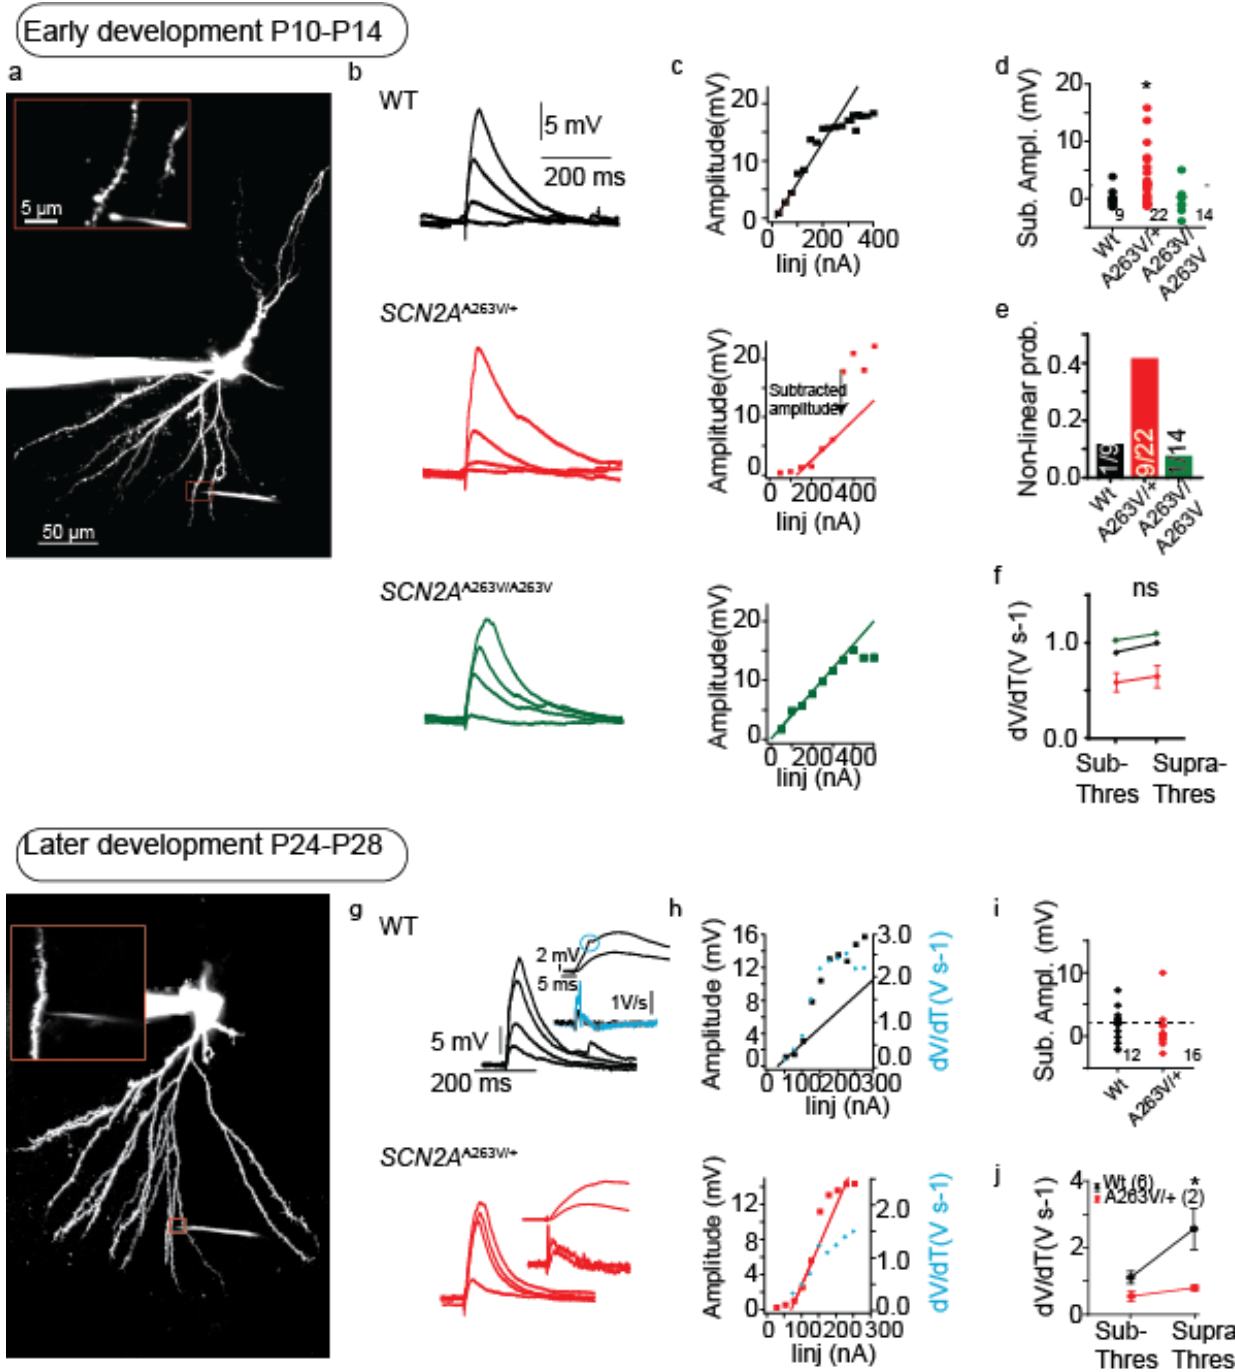 Early development P10-P14
a
5 µm
50 µm
b
WT
5 mV
200 ms
SCN2A A263V/+
SCN2A A263V/A263V
c
Amplitude(mV)
20
10
0
0 200 400
Iinj (nA)
Amplitude(mV)
20
10
0
Subtracted
amplitude
0 200 400
Iinj (nA)
Amplitude(mV)
20
10
0
0 200 400
Iinj (nA)
d
Sub. Ampl. (mV)
20
10
0
*
9 22 14
Wt
A263V/+
A263V/
A263V
e
Non-linear prob.
0.4
0.2
0.0
1/9
9/22
1/14
Wt
A263V/+
A263V/
A263V
f
ns
dV/dT(V s-1)
1.0
0.0
Sub-
Thres
Supra-
Thres
Later development P24-P28
g
WT
2 mV
5 ms
1V/s
5 mV
200 ms
SCN2A A263V/+
h
Amplitude (mV)
16
12
8
4
0
3.0
2.0
1.0
0.0
dV/dT(V s-1)
0 100 200 300
Iinj (nA)
Amplitude (mV)
12
8
4
0
2.0
1.0
0.0
dV/dT(V s-1)
0 100 200 300
Iinj (nA)
i
Sub. Ampl. (mV)
10
0
12 16
Wt
A263V/+
j
Wt (6)
A263V/+ (2)
*
dV/dT(V s-1)
4
2
0
Sub-
Thres
Supra
Thres